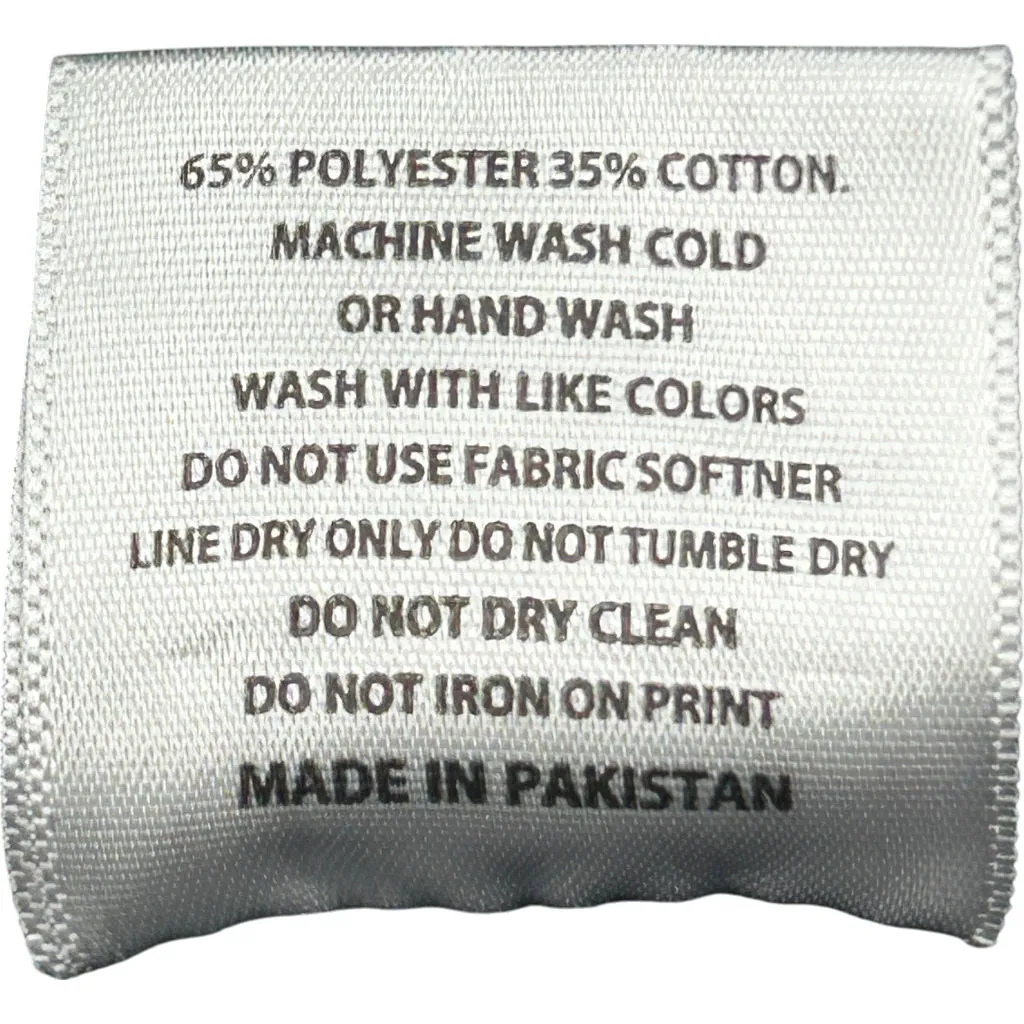 65% POLYESTER 35% COTTON.
MACHINE WASH COLD
OR HAND WASH
WASH WITH LIKE COLORS
DO NOT USE FABRIC SOFTNER
LINE DRY ONLY DO NOT TUMBLE DRY
DO NOT DRY CLEAN
DO NOT IRON ON PRINT
MADE IN PAKISTAN